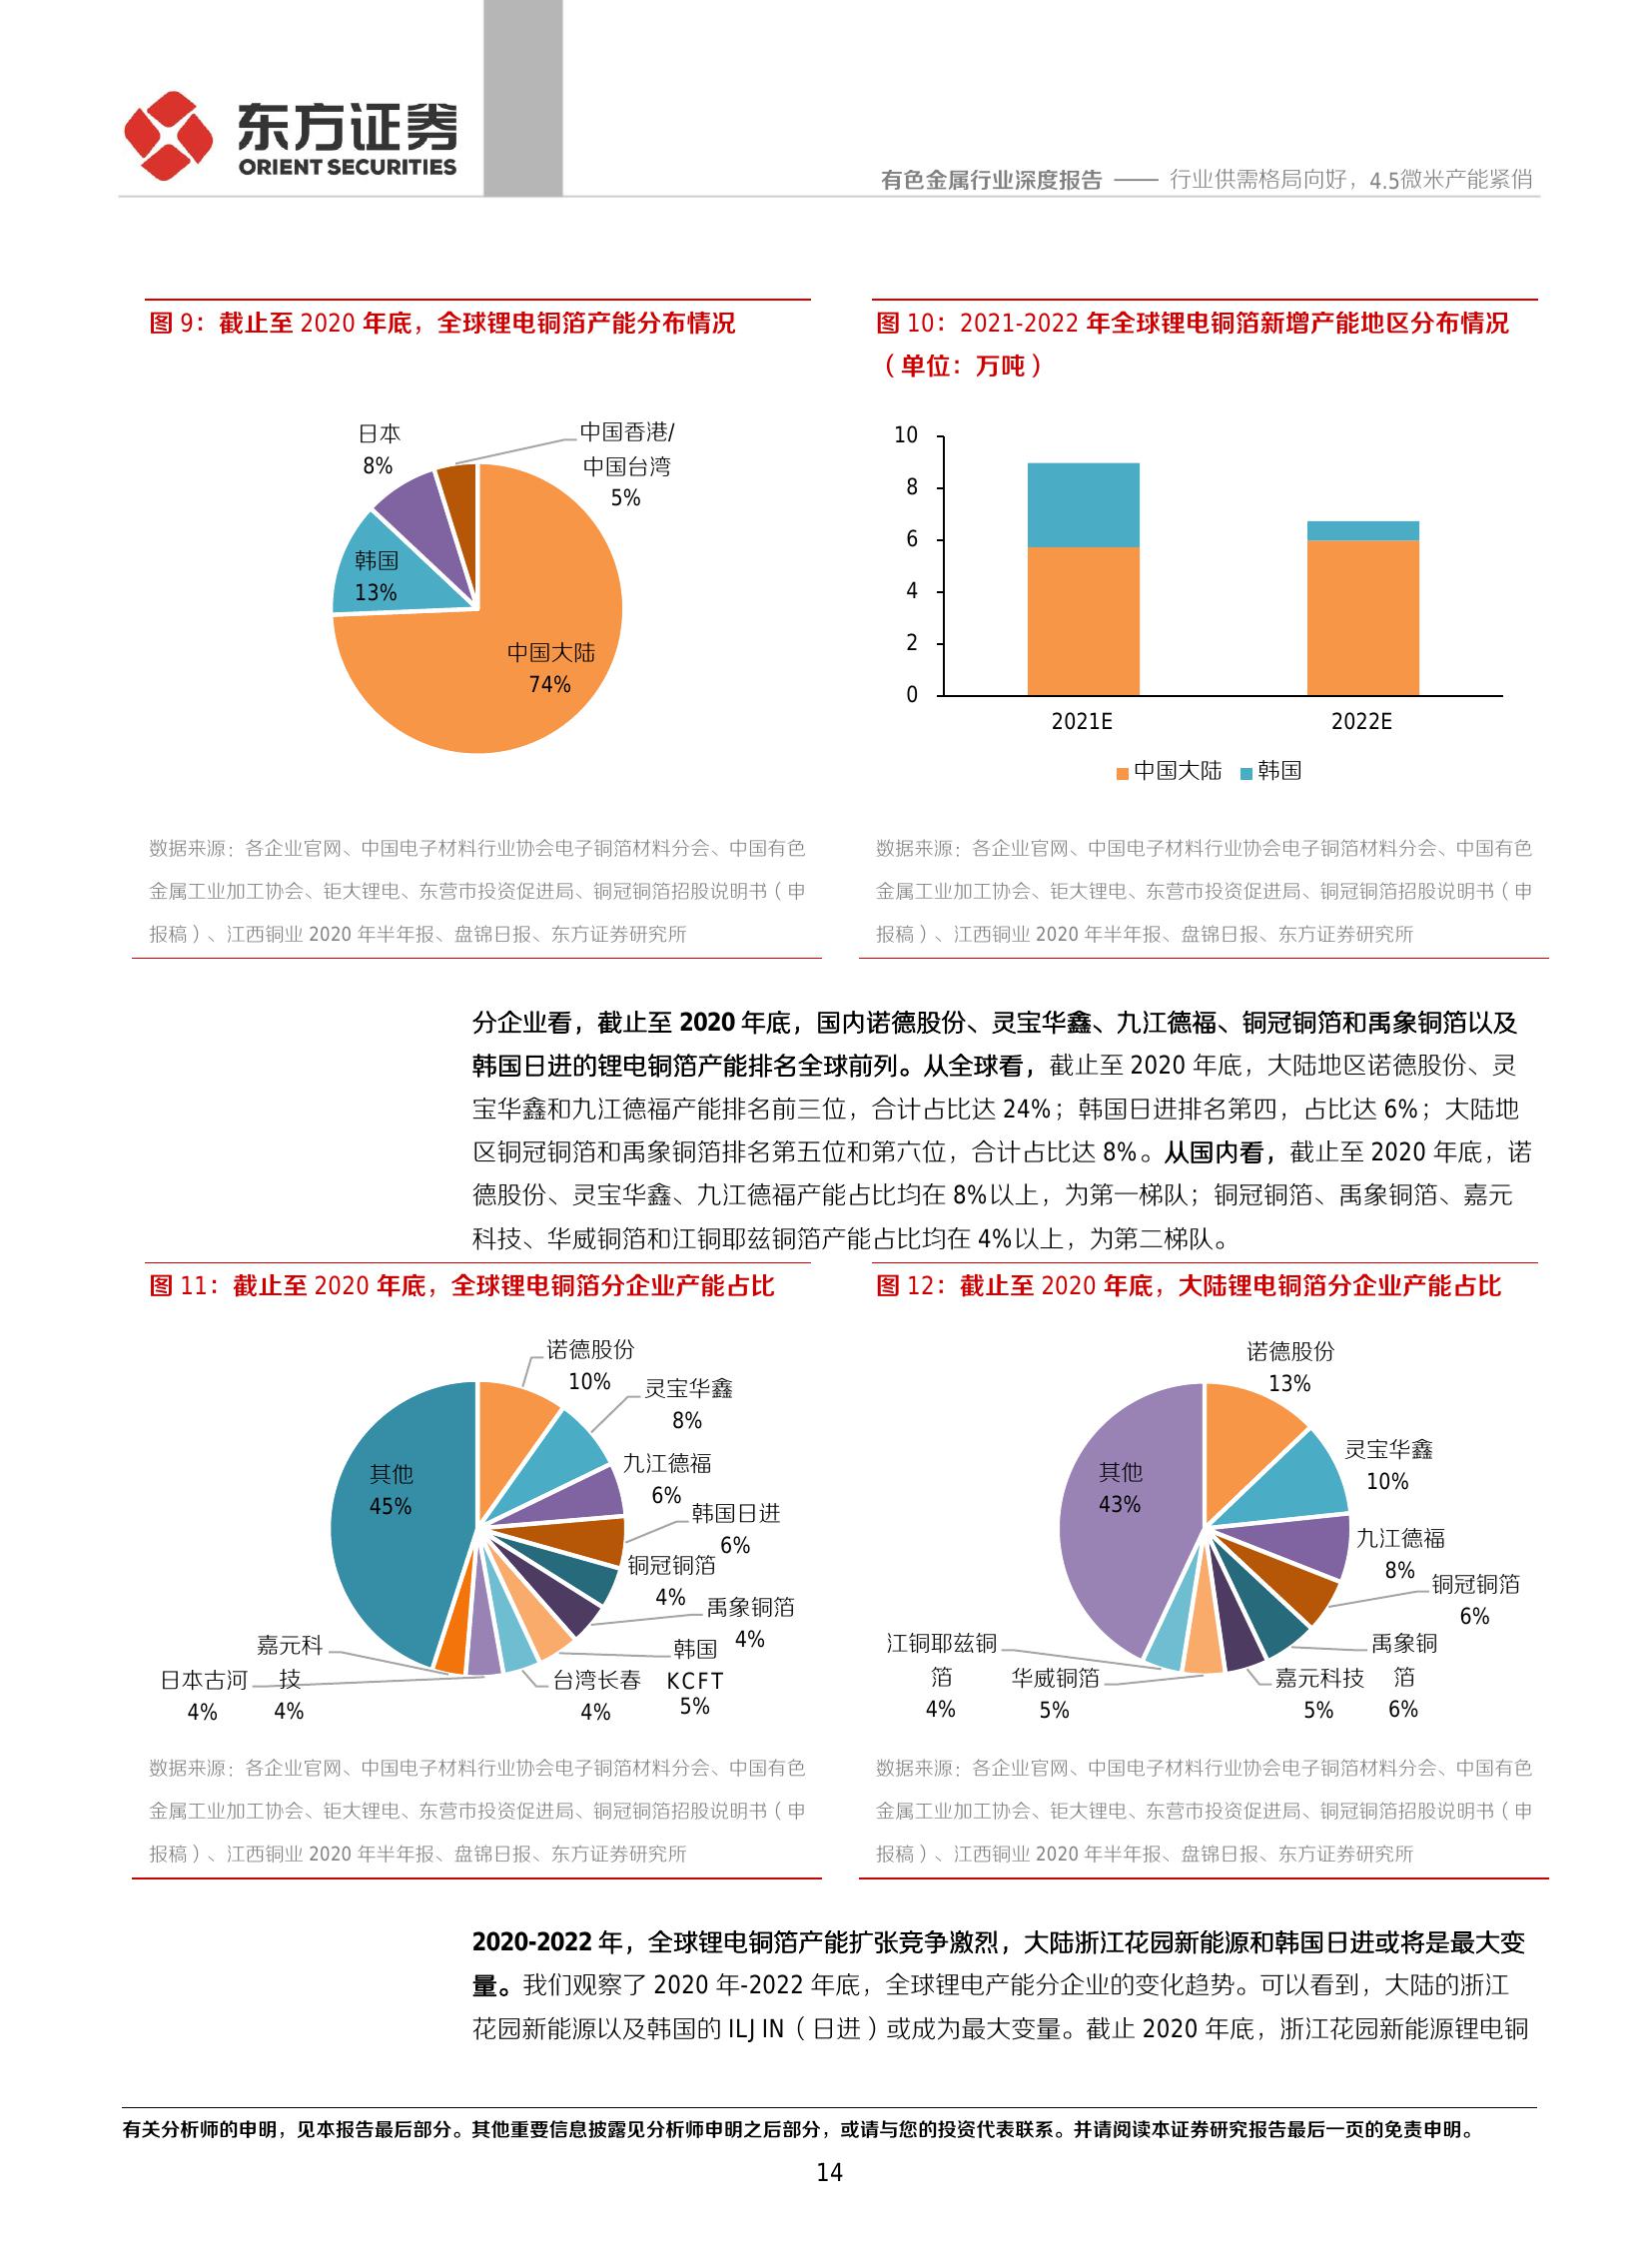 东方证券
ORIENT SECURITIES
有色金属行业深度报告 —— 行业供需格局向好，4.5微米产能紧俏
图 9：截止至 2020 年底，全球锂电铜箔产能分布情况
日本
8%
中国香港/
中国台湾
5%
韩国
13%
中国大陆
74%
数据来源：各企业官网、中国电子材料行业协会电子铜箔材料分会、中国有色
金属工业加工协会、钜大锂电、东营市投资促进局、铜冠铜箔招股说明书（申
报稿）、江西铜业 2020 年半年报、盘锦日报、东方证券研究所
图 10：2021-2022 年全球锂电铜箔新增产能地区分布情况
（单位：万吨）
10
8
6
4
2
0
2021E
2022E
中国大陆 韩国
数据来源：各企业官网、中国电子材料行业协会电子铜箔材料分会、中国有色
金属工业加工协会、钜大锂电、东营市投资促进局、铜冠铜箔招股说明书（申
报稿）、江西铜业 2020 年半年报、盘锦日报、东方证券研究所
分企业看，截止至 2020 年底，国内诺德股份、灵宝华鑫、九江德福、铜冠铜箔和禹象铜箔以及
韩国日进的锂电铜箔产能排名全球前列。从全球看，截止至 2020 年底，大陆地区诺德股份、灵
宝华鑫和九江德福产能排名前三位，合计占比达 24%；韩国日进排名第四，占比达 6%；大陆地
区铜冠铜箔和禹象铜箔排名第五位和第六位，合计占比达 8%。从国内看，截止至 2020 年底，诺
德股份、灵宝华鑫、九江德福产能占比均在 8%以上，为第一梯队；铜冠铜箔、禹象铜箔、嘉元
科技、华威铜箔和江铜耶兹铜箔产能占比均在 4%以上，为第二梯队。
图 11：截止至 2020 年底，全球锂电铜箔分企业产能占比
诺德股份
10%
灵宝华鑫
8%
九江德福
6%
韩国日进
6%
铜冠铜箔
4%
禹象铜箔
4%
韩国
KCFT
5%
台湾长春
4%
日本古河
4%
嘉元科
技
4%
其他
45%
数据来源：各企业官网、中国电子材料行业协会电子铜箔材料分会、中国有色
金属工业加工协会、钜大锂电、东营市投资促进局、铜冠铜箔招股说明书（申
报稿）、江西铜业 2020 年半年报、盘锦日报、东方证券研究所
图 12：截止至 2020 年底，大陆锂电铜箔分企业产能占比
诺德股份
13%
灵宝华鑫
10%
九江德福
8%
铜冠铜箔
6%
禹象铜
箔
6%
嘉元科技
5%
华威铜箔
5%
江铜耶兹铜
箔
4%
其他
43%
数据来源：各企业官网、中国电子材料行业协会电子铜箔材料分会、中国有色
金属工业加工协会、钜大锂电、东营市投资促进局、铜冠铜箔招股说明书（申
报稿）、江西铜业 2020 年半年报、盘锦日报、东方证券研究所
2020-2022 年，全球锂电铜箔产能扩张竞争激烈，大陆浙江花园新能源和韩国日进或将是最大变
量。我们观察了 2020 年-2022 年底，全球锂电产能分企业的变化趋势。可以看到，大陆的浙江
花园新能源以及韩国的 ILJIN（日进）或成为最大变量。截止 2020 年底，浙江花园新能源锂电铜
有关分析师的申明，见本报告最后部分。其他重要信息披露见分析师申明之后部分，或请与您的投资代表联系。并请阅读本证券研究报告最后一页的免责申明。
14